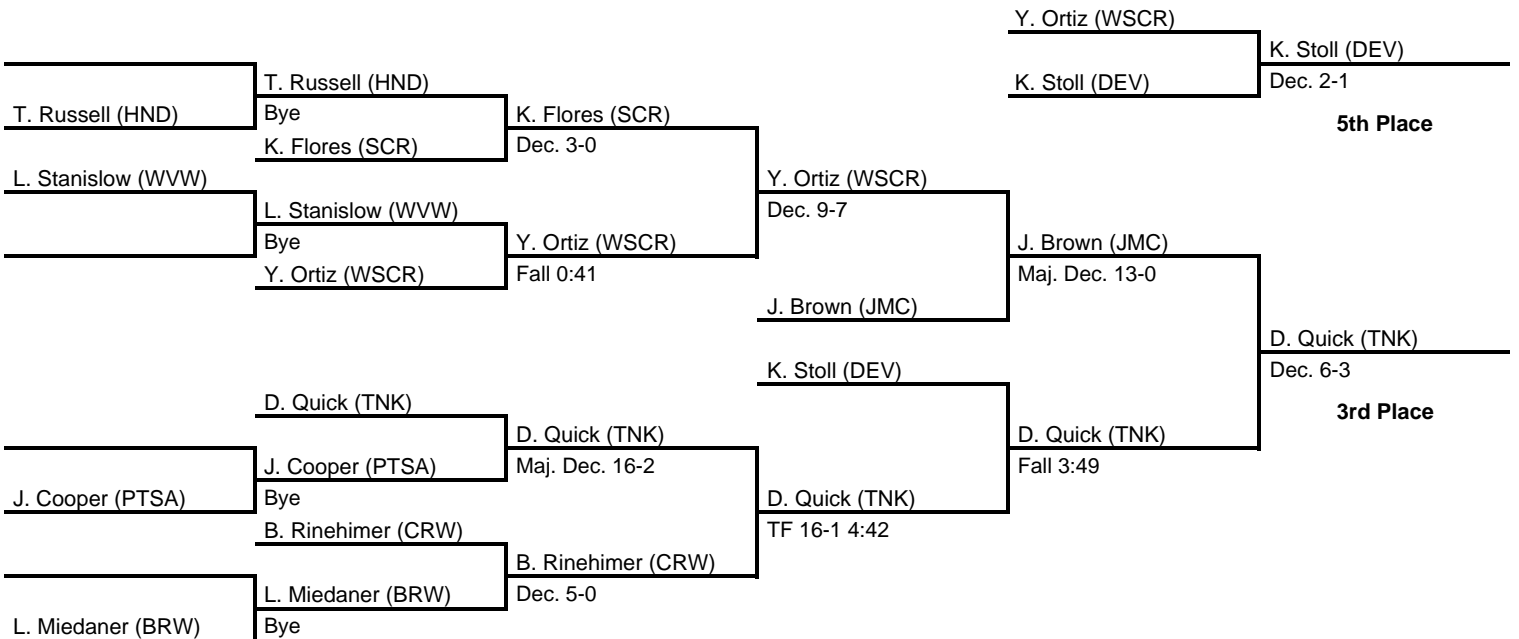 Y. Ortiz (WSCR)
K. Stoll (DEV)
T. Russell (HND)
K. Stoll (DEV)
Dec. 2-1
T. Russell (HND)
Bye
K. Flores (SCR)
5th Place
K. Flores (SCR)
Dec. 3-0
L. Stanislow (WVW)
Y. Ortiz (WSCR)
L. Stanislow (WVW)
Dec. 9-7
Bye
Y. Ortiz (WSCR)
J. Brown (JMC)
Y. Ortiz (WSCR)
Fall 0:41
Maj. Dec. 13-0
J. Brown (JMC)
D. Quick (TNK)
K. Stoll (DEV)
Dec. 6-3
D. Quick (TNK)
3rd Place
D. Quick (TNK)
D. Quick (TNK)
J. Cooper (PTSA)
Maj. Dec. 16-2
Fall 3:49
J. Cooper (PTSA)
Bye
D. Quick (TNK)
B. Rinehimer (CRW)
TF 16-1 4:42
B. Rinehimer (CRW)
L. Miedaner (BRW)
Dec. 5-0
L. Miedaner (BRW)
Bye